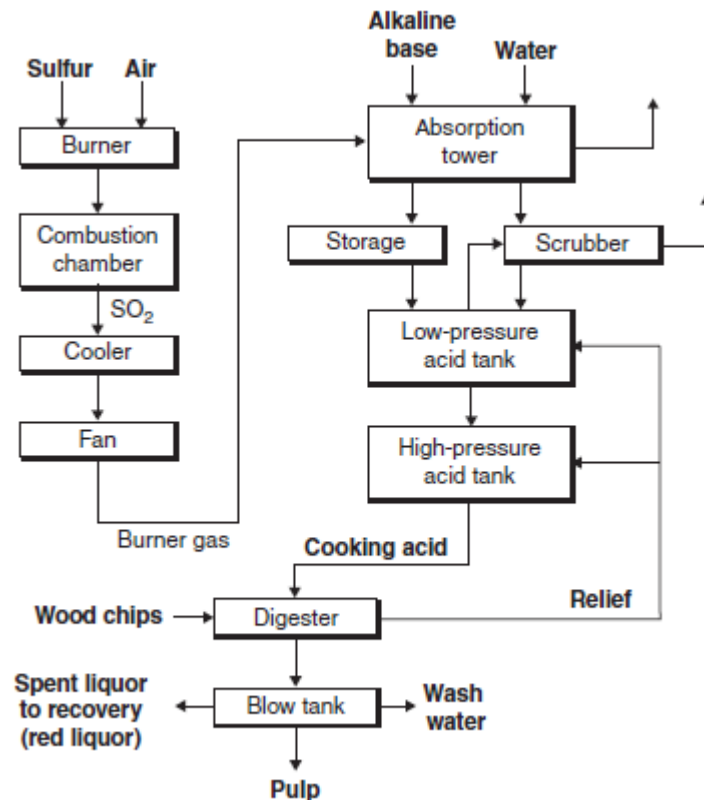 Alkaline
base
Water
Sulfur
Air
Burner
Absorption
tower
Combustion
chamber
Storage
Scrubber
SO₂
Cooler
Low-pressure
acid tank
Fan
High-pressure
acid tank
Burner gas
Cooking acid
Wood chips
Digester
Relief
Spent liquor
to recovery
(red liquor)
Blow tank
Wash
water
Pulp